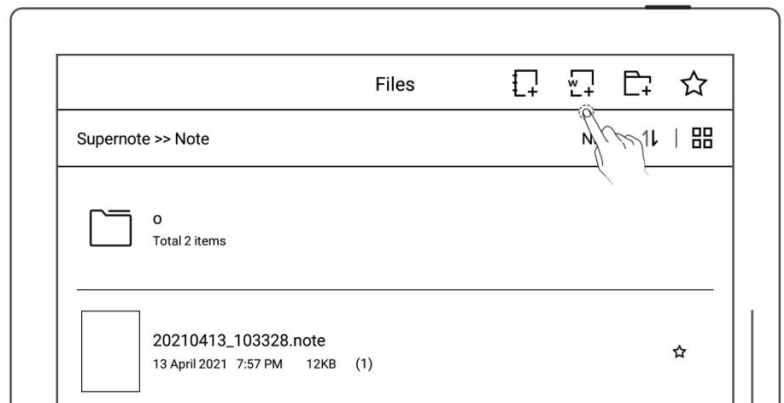 Files
W
Supernote >> Note
o
Total 2 items
20210413_103328.note
13 April 2021 7:57 PM 12KB (1)